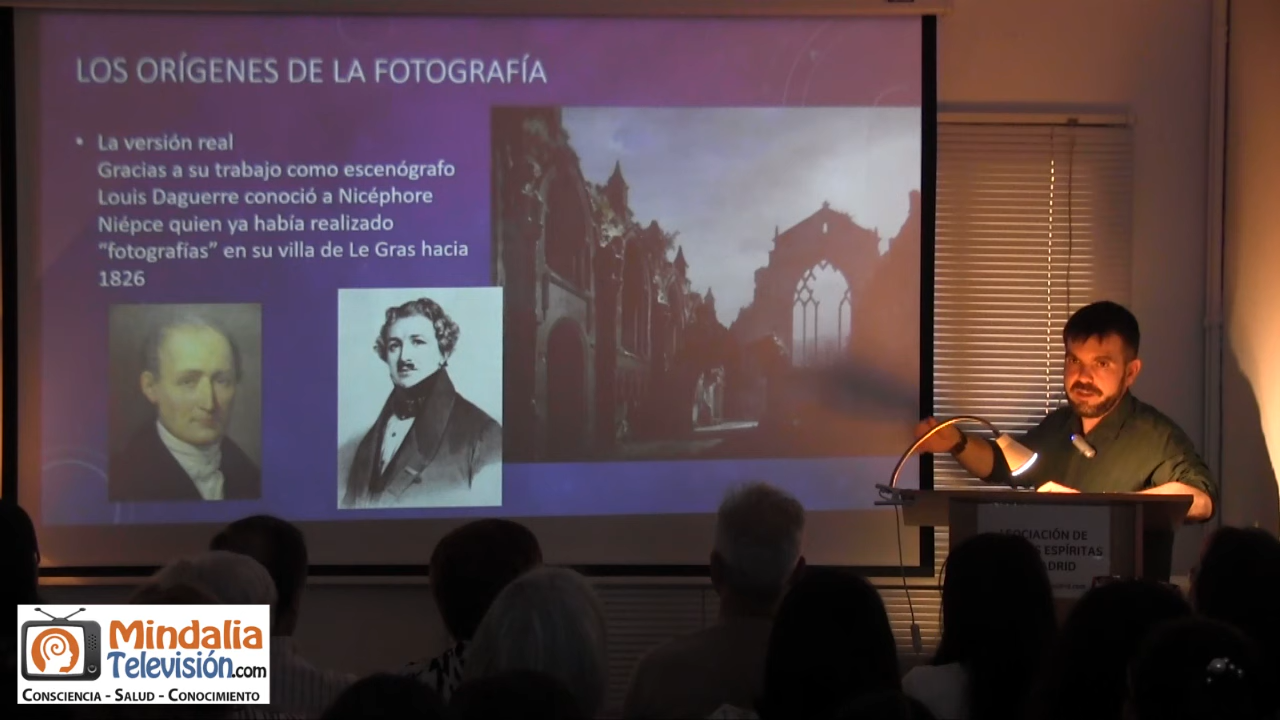 LOS ORÍGENES DE LA FOTOGRAFÍA
• La versión real
Gracias a su trabajo como escenógrafo
Louis Daguerre conoció a Nicéphore
Niépce quien ya había realizado
“fotografías” en su villa de Le Gras hacia
1826
ASOCIACIÓN DE
ESPÍRITAS
Mindalia
Televisión.com
CONSCIENCIA - SALUD - CONOCIMIENTO